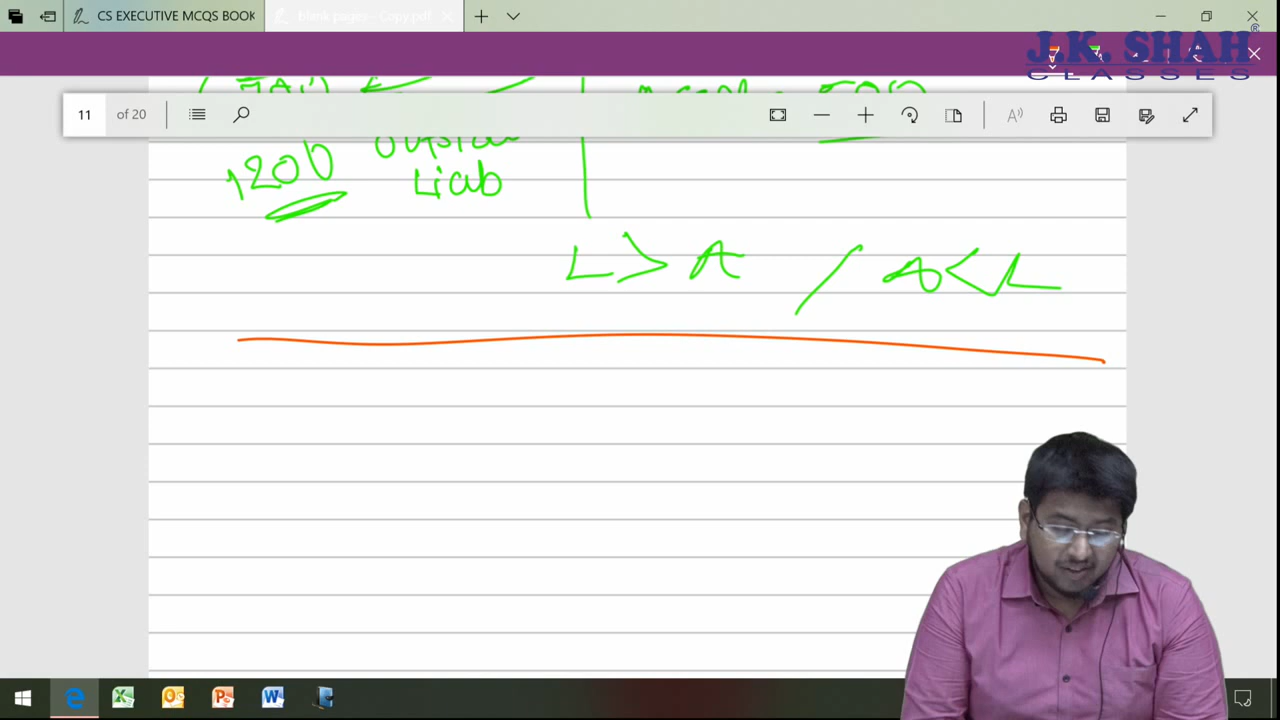 CS EXECUTIVE MCQS BOOK
blank pages - Copy.pdf
J.K. SHAH®
CLASSES
11 of 20
1200
Liab
L > A / A < L